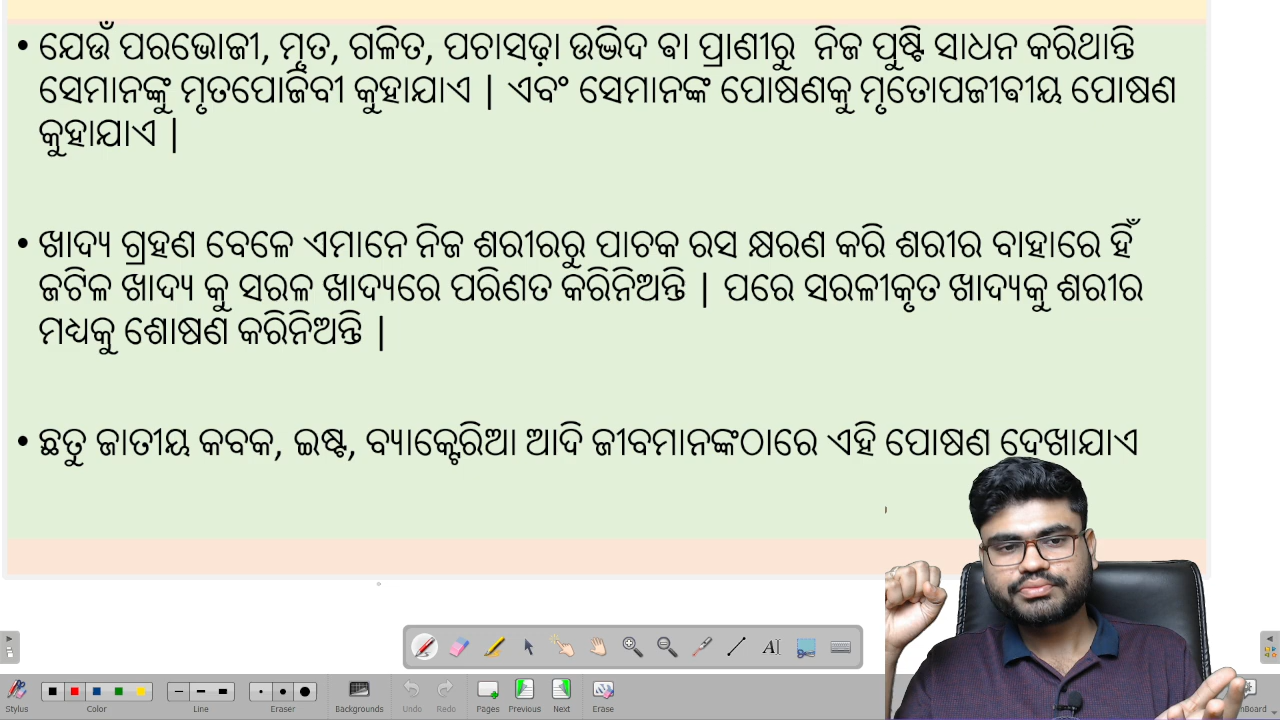 • ଯେଉଁ ପରଭୋଜୀ, ମୃତ, ଗଳିତ, ପଚାସଢ଼ା ଉଦ୍ଭିଦ ବା ପ୍ରାଣୀରୁ ନିଜ ପୁଷ୍ଟି ସାଧନ କରିଥାନ୍ତି
ସେମାନଙ୍କୁ ମୃତପୋଜିବୀ କୁହାଯାଏ | ଏବଂ ସେମାନଙ୍କ ପୋଷଣକୁ ମୃତୋପଜୀବୀୟ ପୋଷଣ
କୁହାଯାଏ |
• ଖାଦ୍ୟ ଗ୍ରହଣ ବେଳେ ଏମାନେ ନିଜ ଶରୀରରୁ ପାଚକ ରସ କ୍ଷରଣ କରି ଶରୀର ବାହାରେ ହିଁ
ଜଟିଳ ଖାଦ୍ୟ କୁ ସରଳ ଖାଦ୍ୟରେ ପରିଣତ କରିନିଅନ୍ତି | ପରେ ସରଳୀକୃତ ଖାଦ୍ୟକୁ ଶରୀର
ମଧ୍ୟକୁ ଶୋଷଣ କରିନିଅନ୍ତି |
• ଛତୁ ଜାତୀୟ କବକ, ଇଷ୍ଟ, ବ୍ୟାକ୍ଟେରିଆ ଆଦି ଜୀବମାନଙ୍କଠାରେ ଏହି ପୋଷଣ ଦେଖାଯାଏ
Stylus Color Line Eraser Backgrounds Undo Redo Pages Previous Next Erase